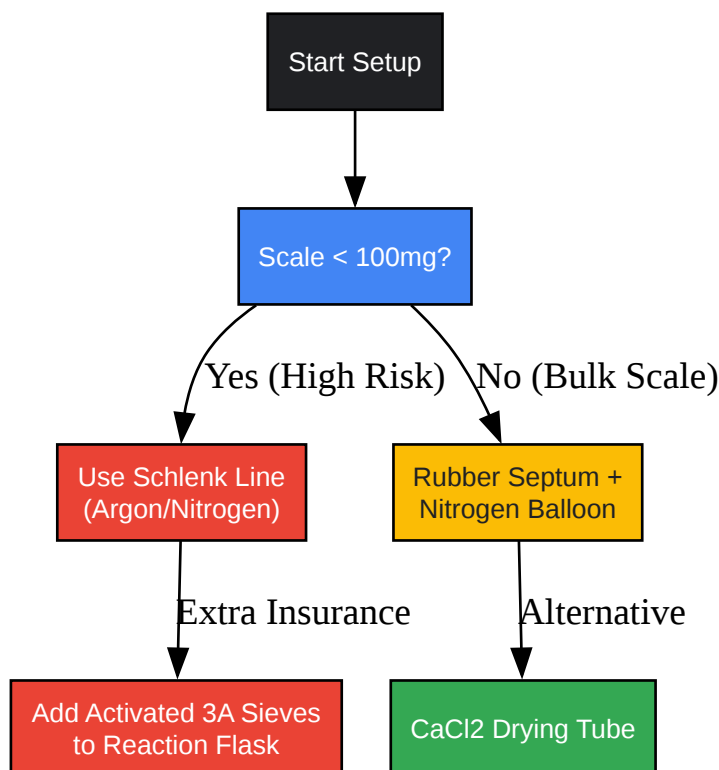 Start Setup
Scale < 100mg?
Yes (High Risk)
No (Bulk Scale)
Use Schlenk Line
(Argon/Nitrogen)
Rubber Septum +
Nitrogen Balloon
Extra Insurance
Alternative
Add Activated 3A Sieves
to Reaction Flask
CaCl2 Drying Tube